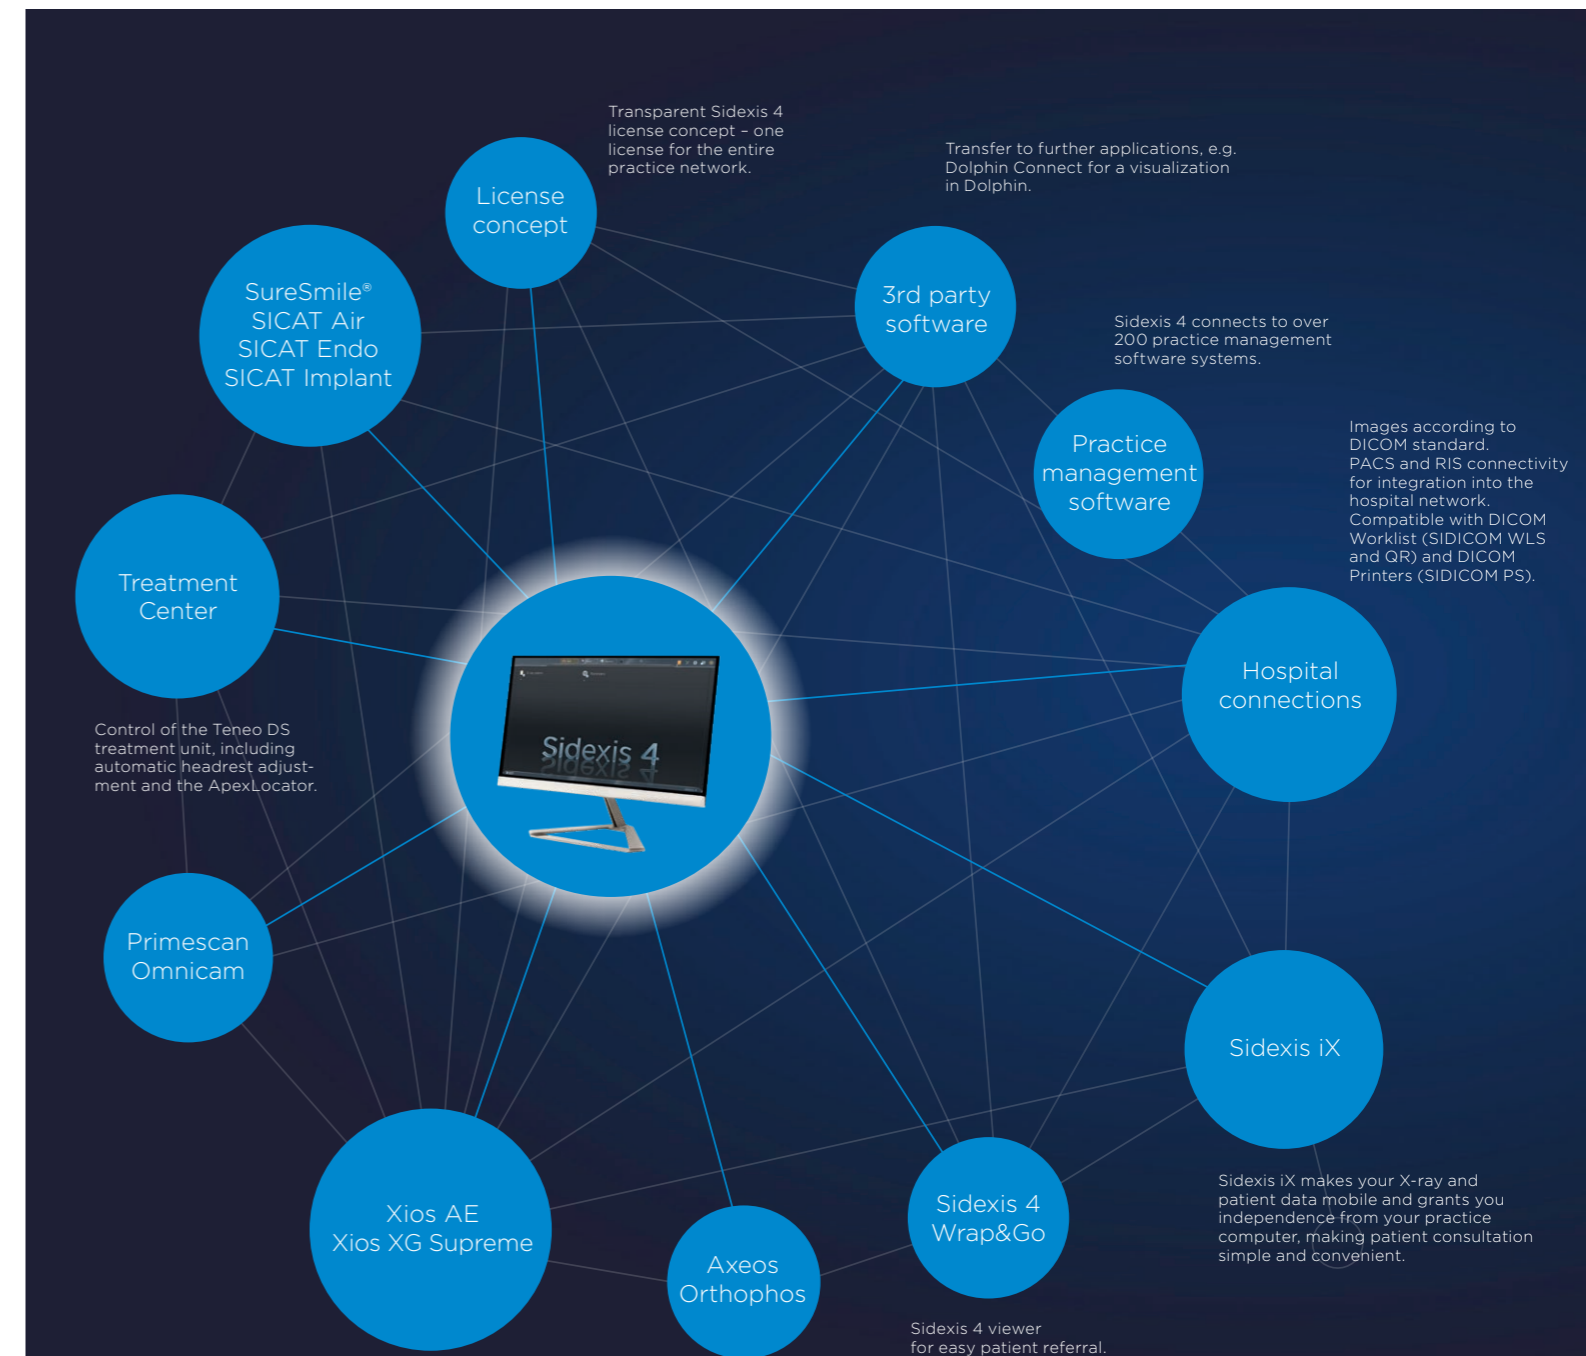 Transparent Sidexis 4
license concept – one
license for the entire
practice network.
License
concept
Transfer to further applications, e.g.
Dolphin Connect for a visualization
in Dolphin.
3rd party
software
SureSmile®
SICAT Air
SICAT Endo
SICAT Implant
Sidexis 4 connects to over
200 practice management
software systems.
Practice
management
software
Images according to
DICOM standard.
PACS and RIS connectivity
for integration into the
hospital network.
Compatible with DICOM
Worklist (SIDICOM WLS
and QR) and DICOM
Printers (SIDICOM PS).
Treatment
Center
Hospital
connections
Sidexis 4
Control of the Teneo DS
treatment unit, including
automatic headrest adjust-
ment and the ApexLocator.
Primescan
Omnicam
Sidexis iX
Sidexis iX makes your X-ray and
patient data mobile and grants you
independence from your practice
computer, making patient consultation
simple and convenient.
Xios AE
Xios XG Supreme
Axeos
Orthophos
Sidexis 4
Wrap&Go
Sidexis 4 viewer
for easy patient referral.